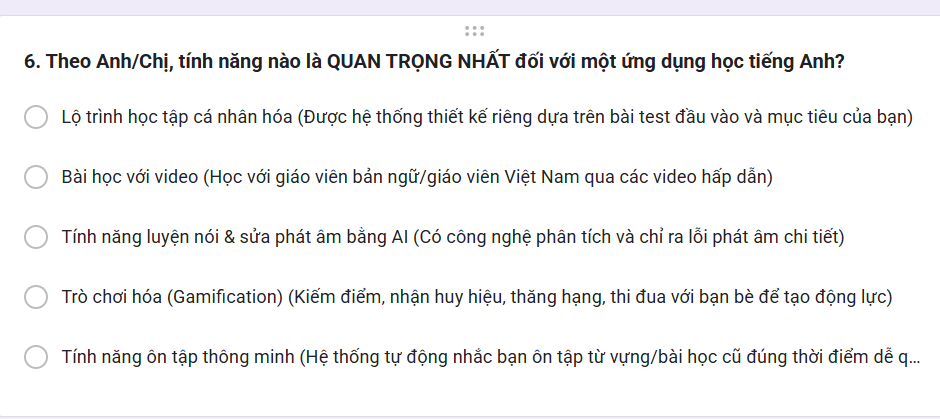 6. Theo Anh/Chị, tính năng nào là QUAN TRỌNG NHẤT đối với một ứng dụng học tiếng Anh?
Lộ trình học tập cá nhân hóa (Được hệ thống thiết kế riêng dựa trên bài test đầu vào và mục tiêu của bạn)
Bài học với video (Học với giáo viên bản ngữ/giáo viên Việt Nam qua các video hấp dẫn)
Tính năng luyện nói & sửa phát âm bằng AI (Có công nghệ phân tích và chỉ ra lỗi phát âm chi tiết)
Trò chơi hóa (Gamification) (Kiếm điểm, nhận huy hiệu, thăng hạng, thi đua với bạn bè để tạo động lực)
Tính năng ôn tập thông minh (Hệ thống tự động nhắc bạn ôn tập từ vựng/bài học cũ đúng thời điểm dễ q...